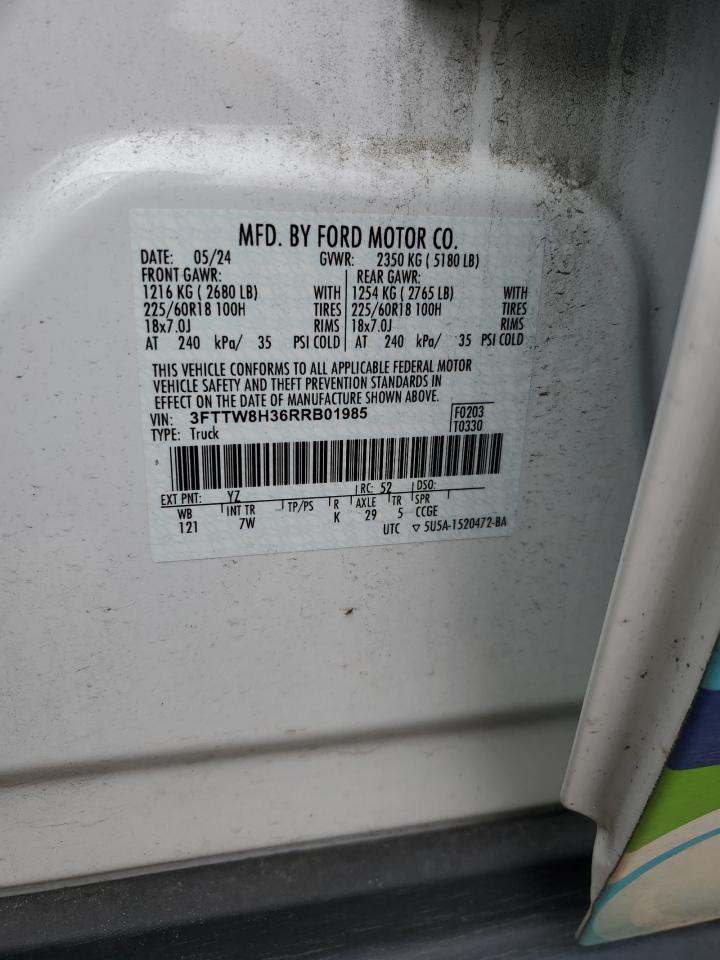 MFD. BY FORD MOTOR CO.
DATE: 05/24 GVWR: 2350 KG ( 5180 LB)
FRONT GAWR: REAR GAWR:
1216 KG ( 2680 LB) WITH 1254 KG ( 2765 LB) WITH
225/60R18 100H TIRES 225/60R18 100H TIRES
18x7.0J RIMS 18x7.0J RIMS
AT 240 kPa/ 35 PSI COLD AT 240 kPa/ 35 PSI COLD
THIS VEHICLE CONFORMS TO ALL APPLICABLE FEDERAL MOTOR
VEHICLE SAFETY AND THEFT PREVENTION STANDARDS IN
EFFECT ON THE DATE OF MANUFACTURE SHOWN ABOVE.
VIN: 3FTTW8H36RRB01985 F0203
TYPE: Truck T0330
EXT PNT: YZ RC: 52 DSO:
WB INT TR TP/PS R AXLE TR SPR
121 7W K 29 5 CCGE
UTC ▽ 5U5A-1520472-BA